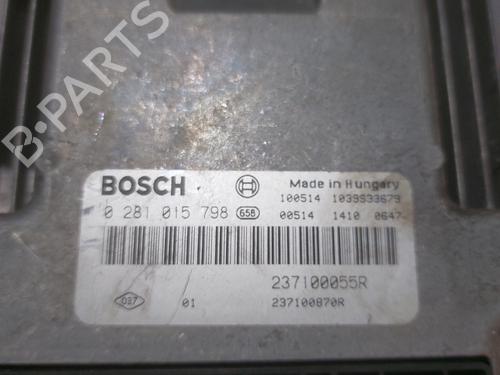 B-PARTS
BOSCH Made in Hungary
100514 1039S33679
0 281 015 798 658 00514 1410 0647
237100055R
037 01 237100870R